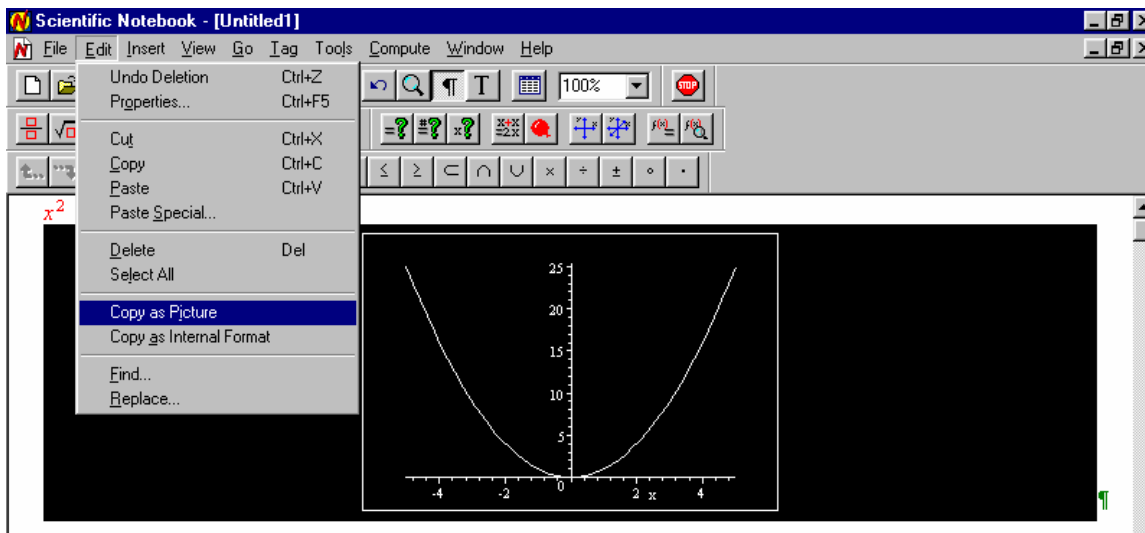 Scientific Notebook - [Untitled1]
File Edit Insert View Go Tag Tools Compute Window Help
Undo Deletion Ctrl+Z
Properties... Ctrl+F5
Cut Ctrl+X
Copy Ctrl+C
Paste Ctrl+V
Paste Special...
Delete Del
Select All
Copy as Picture
Copy as Internal Format
Find...
Replace...
¶ T 100% STOP
=? #? x? x+x =2x f(x)= f(x)
≤ ≥ ⊂ ∩ ∪ × ÷ ± ∘ ·
x²
25
20
15
10
5
-4 -2 0 2 x 4
¶